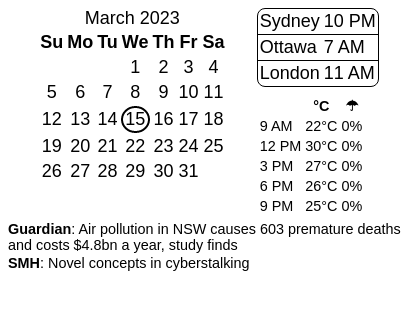 March 2023
Su Mo Tu We Th Fr Sa
1 2 3 4
5 6 7 8 9 10 11
12 13 14 15 16 17 18
19 20 21 22 23 24 25
26 27 28 29 30 31
Sydney 10 PM
Ottawa 7 AM
London 11 AM
°C ☂
9 AM 22°C 0%
12 PM 30°C 0%
3 PM 27°C 0%
6 PM 26°C 0%
9 PM 25°C 0%
Guardian: Air pollution in NSW causes 603 premature deaths
and costs $4.8bn a year, study finds
SMH: Novel concepts in cyberstalking